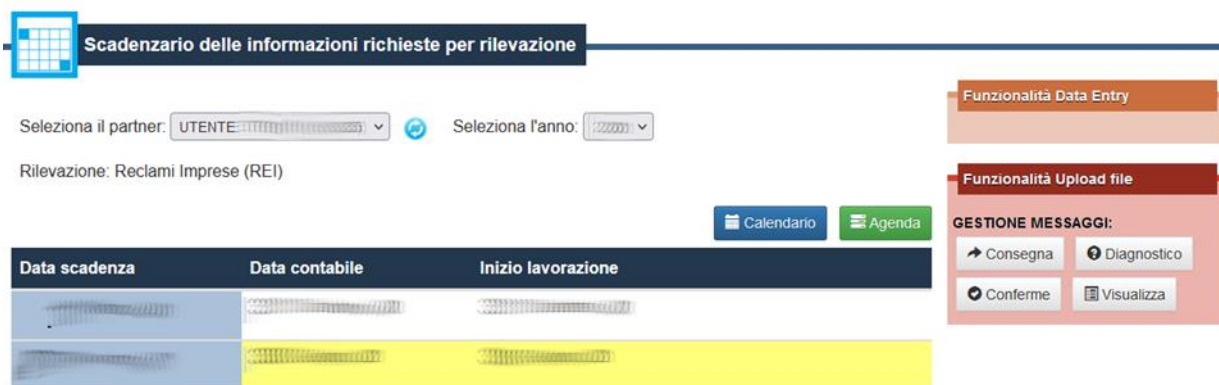 Scadenzario delle informazioni richieste per rilevazione
Seleziona il partner: UTENTE
Seleziona l'anno:
Rilevazione: Reclami Imprese (REI)
Calendario
Agenda
Data scadenza Data contabile Inizio lavorazione
Funzionalità Data Entry
Funzionalità Upload file
GESTIONE MESSAGGI:
Consegna Diagnostico
Conferme Visualizza